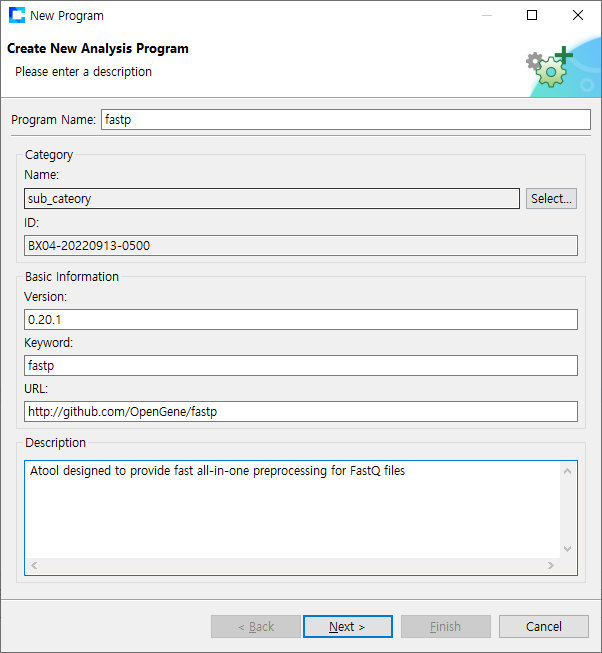 New Program
Create New Analysis Program
Please enter a description
Program Name: fastp
Category
Name:
sub_cateory Select...
ID:
BX04-20220913-0500
Basic Information
Version:
0.20.1
Keyword:
fastp
URL:
http://github.com/OpenGene/fastp
Description
Atool designed to provide fast all-in-one preprocessing for FastQ files
< Back Next > Finish Cancel